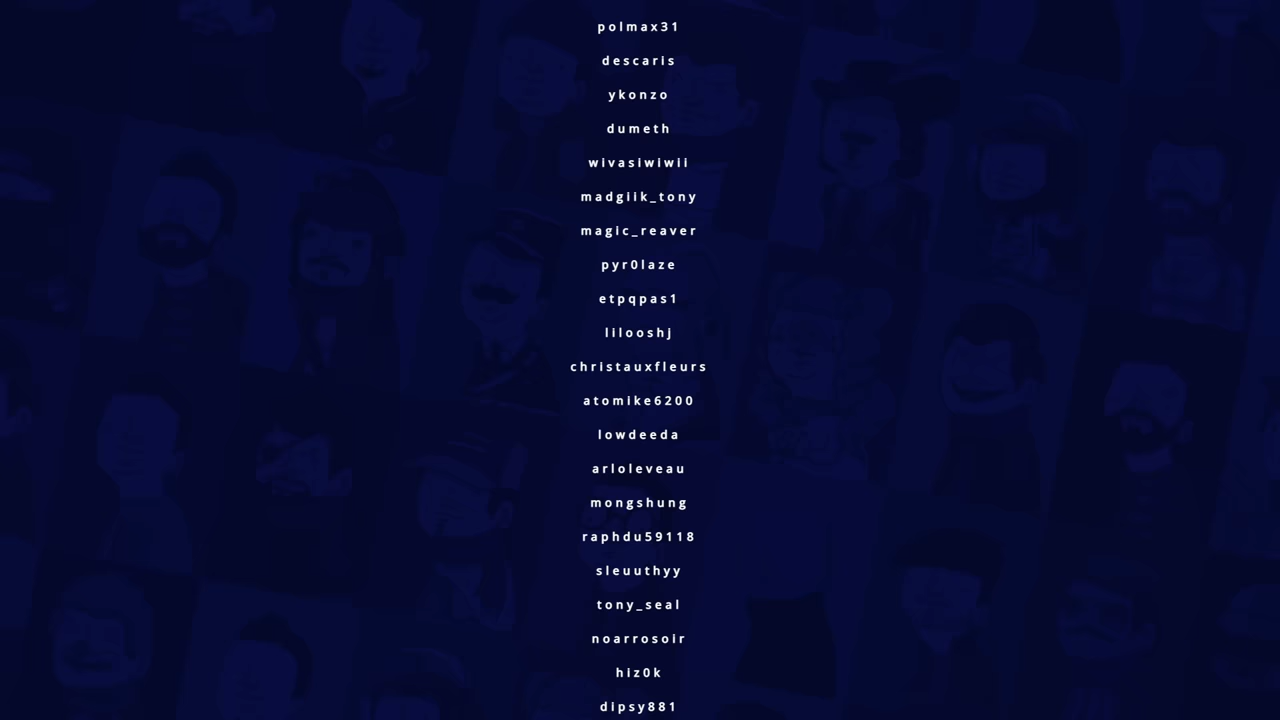 polmax31
descaris
ykonzo
dumeth
wivasiwiwii
madgiik_tony
magic_reaver
pyr0laze
etpqpas1
lilooshj
christauxfleurs
atomike6200
lowdeeda
arloleveau
mongshung
raphdu59118
sleuuthyy
tony_seal
noarrosoir
hiz0k
dipsy881